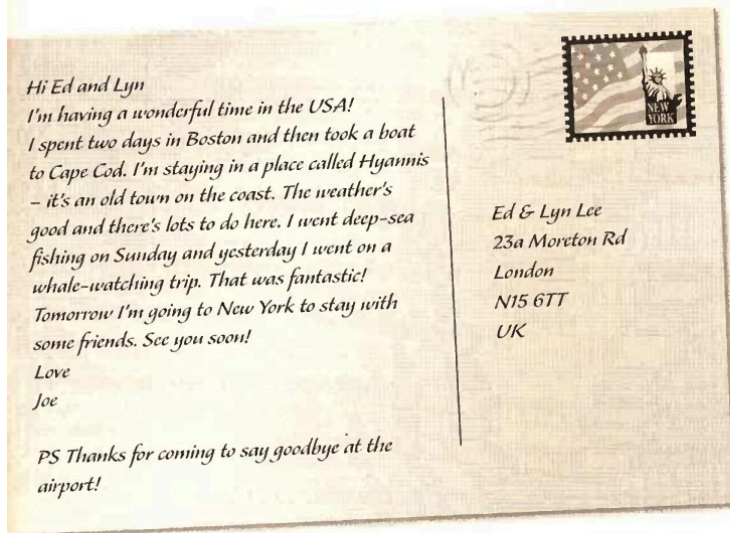 Hi Ed and Lyn
I'm having a wonderful time in the USA!
I spent two days in Boston and then took a boat
to Cape Cod. I'm staying in a place called Hyannis
– it's an old town on the coast. The weather's
good and there's lots to do here. I went deep-sea
fishing on Sunday and yesterday I went on a
whale-watching trip. That was fantastic!
Tomorrow I'm going to New York to stay with
some friends. See you soon!
Love
Joe
PS Thanks for coming to say goodbye at the
airport!
NEW
YORK
Ed & Lyn Lee
23a Moreton Rd
London
N15 6TT
UK